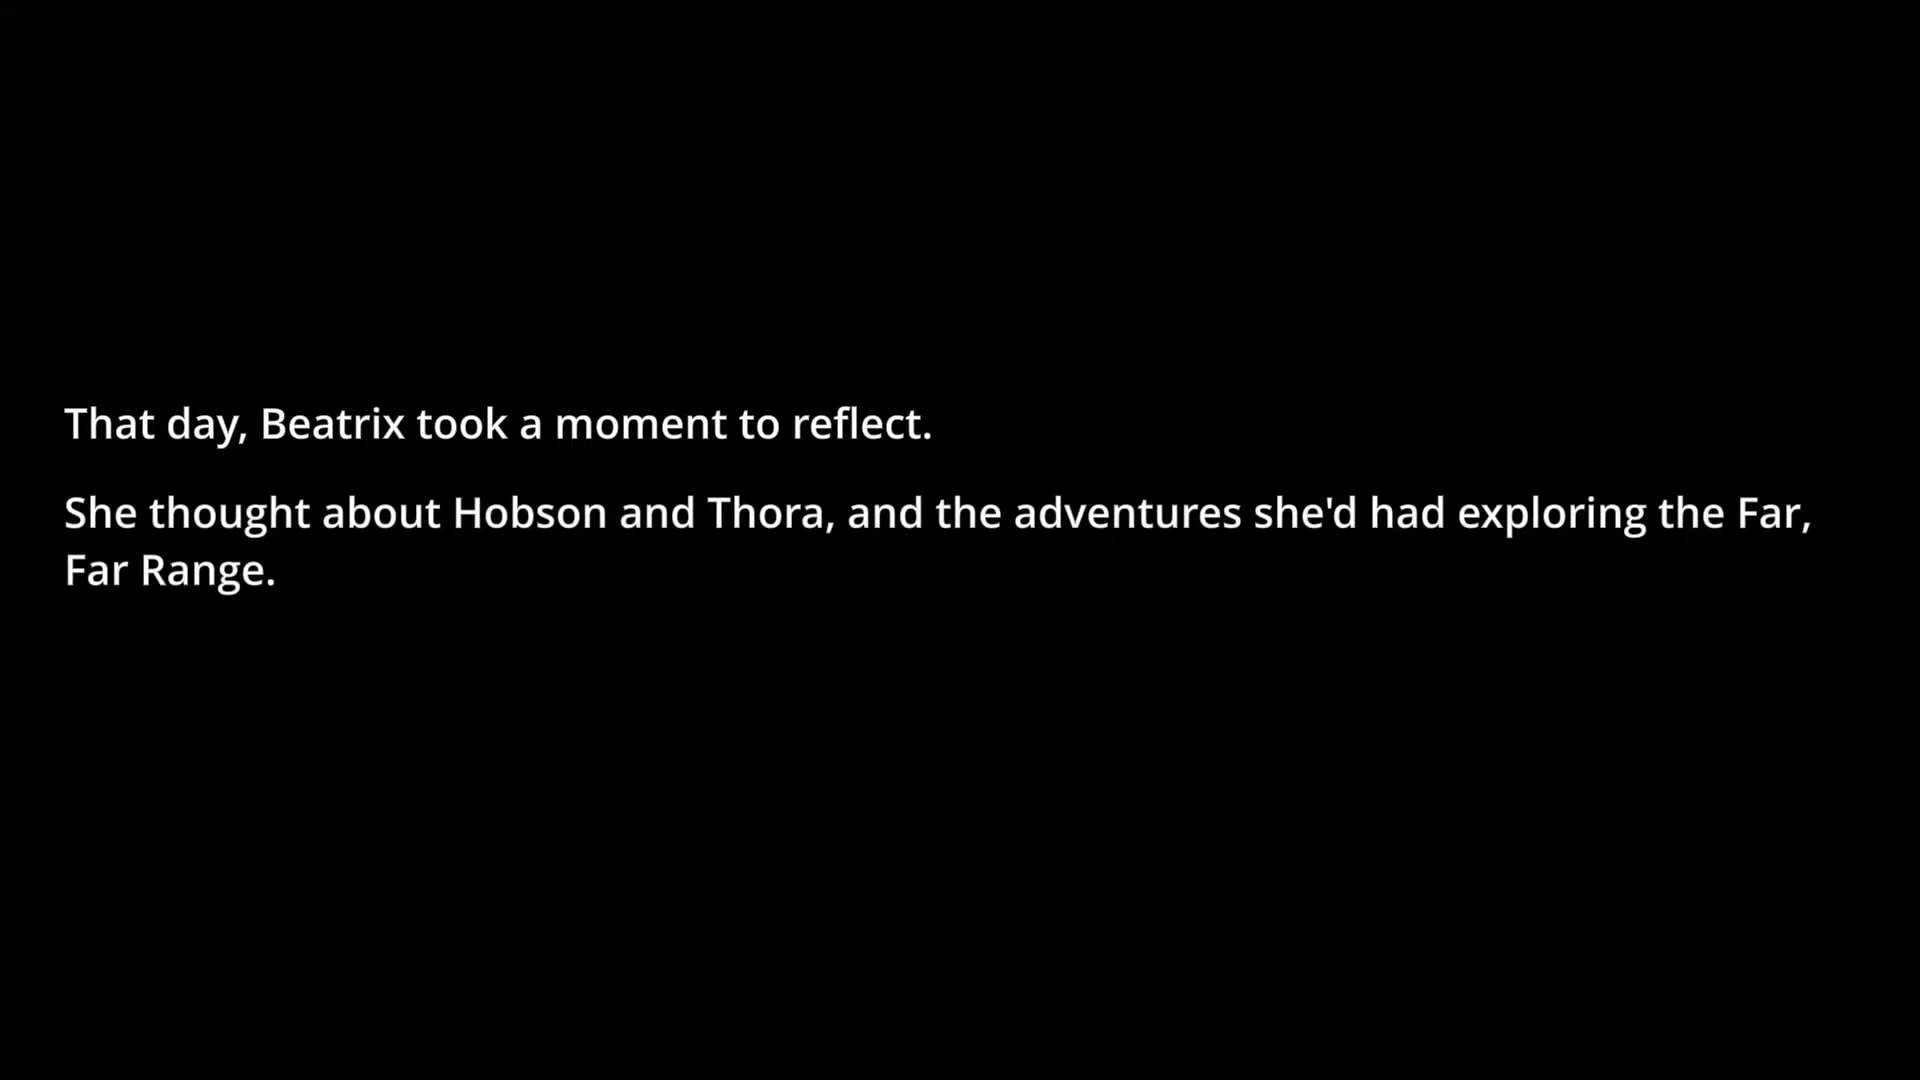 That day, Beatrix took a moment to reflect.
She thought about Hobson and Thora, and the adventures she'd had exploring the Far,
Far Range.